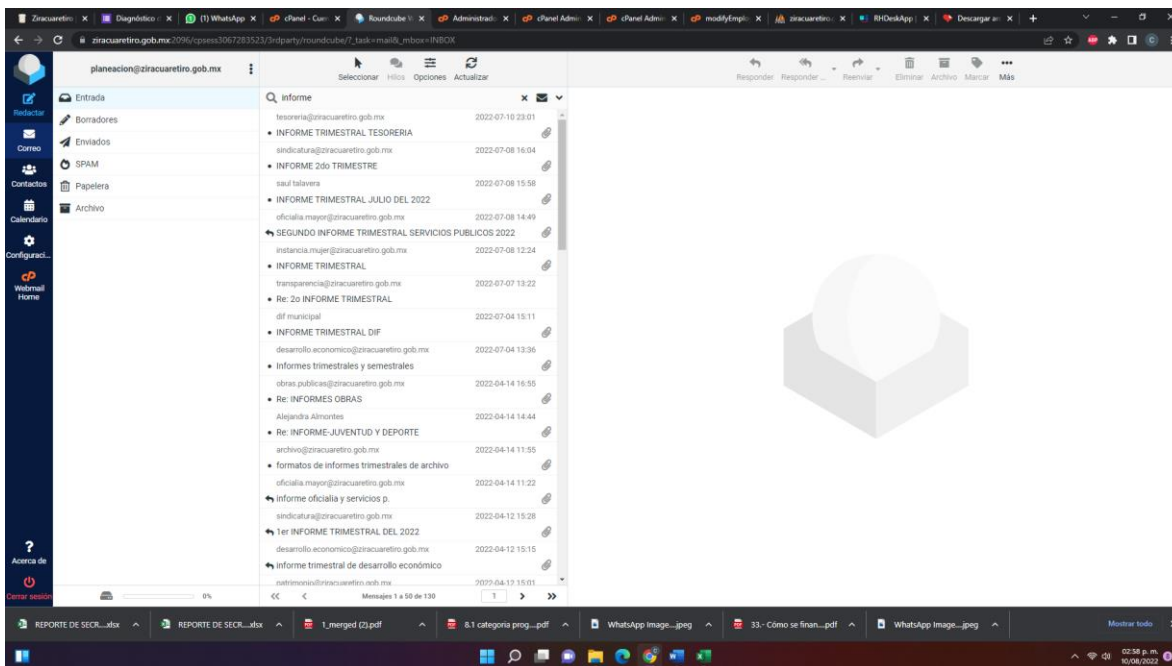 Ziracuaretiro
Diagnóstico
(1) WhatsApp
cPanel - Cuen
Roundcube
Administrado
cPanel Admin
cPanel Admin
modifyEmplo
ziracuaretiro.
RHDeskApp
Descargar
ziracuaretiro.gob.mx:2096/cpsess3067283523/3rdparty/roundcube/?_task=mail&_mbox=INBOX
planeacion@ziracuaretiro.gob.mx
Redactar
Correo
Contactos
Calendario
Configuraci...
Webmail
Home
Acerca de
Cerrar sesión
Entrada
Borradores
Enviados
SPAM
Papelera
Archivo
0%
Seleccionar Hilos Opciones Actualizar
informe
tesoreria@ziracuaretiro.gob.mx 2022-07-10 23:01
• INFORME TRIMESTRAL TESORERIA
sindicatura@ziracuaretiro.gob.mx 2022-07-08 16:04
• INFORME 2do TRIMESTRE
saul talavera 2022-07-08 15:58
• INFORME TRIMESTRAL JULIO DEL 2022
oficialia.mayor@ziracuaretiro.gob.mx 2022-07-08 14:49
SEGUNDO INFORME TRIMESTRAL SERVICIOS PUBLICOS 2022
instancia.mujer@ziracuaretiro.gob.mx 2022-07-08 12:24
• INFORME TRIMESTRAL
transparencia@ziracuaretiro.gob.mx 2022-07-07 13:22
• Re: 2o INFORME TRIMESTRAL
dif municipal 2022-07-04 15:11
• INFORME TRIMESTRAL DIF
desarrollo.economico@ziracuaretiro.gob.mx 2022-07-04 13:36
• Informes trimestrales y semestrales
obras.publicas@ziracuaretiro.gob.mx 2022-04-14 16:55
• Re: INFORMES OBRAS
Alejandra Almontes 2022-04-14 14:44
• Re: INFORME-JUVENTUD Y DEPORTE
archivo@ziracuaretiro.gob.mx 2022-04-14 11:55
• formatos de informes trimestrales de archivo
oficialia.mayor@ziracuaretiro.gob.mx 2022-04-14 11:22
informe oficialia y servicios p.
sindicatura@ziracuaretiro.gob.mx 2022-04-12 15:28
1er INFORME TRIMESTRAL DEL 2022
desarrollo.economico@ziracuaretiro.gob.mx 2022-04-12 15:15
informe trimestral de desarrollo económico
patrimonio@ziracuaretiro.gob.mx 2022-04-12 15:01
Mensajes 1 a 50 de 130 1
Responder Responder ... Reenviar Eliminar Archivo Marcar Más
REPORTE DE SECR....xlsx
REPORTE DE SECR....xlsx
1_merged (2).pdf
8.1 categoria prog....pdf
WhatsApp Image...jpeg
33.- Cómo se finan...pdf
WhatsApp Image...jpeg
Mostrar todo
02:58 p. m.
10/08/2022